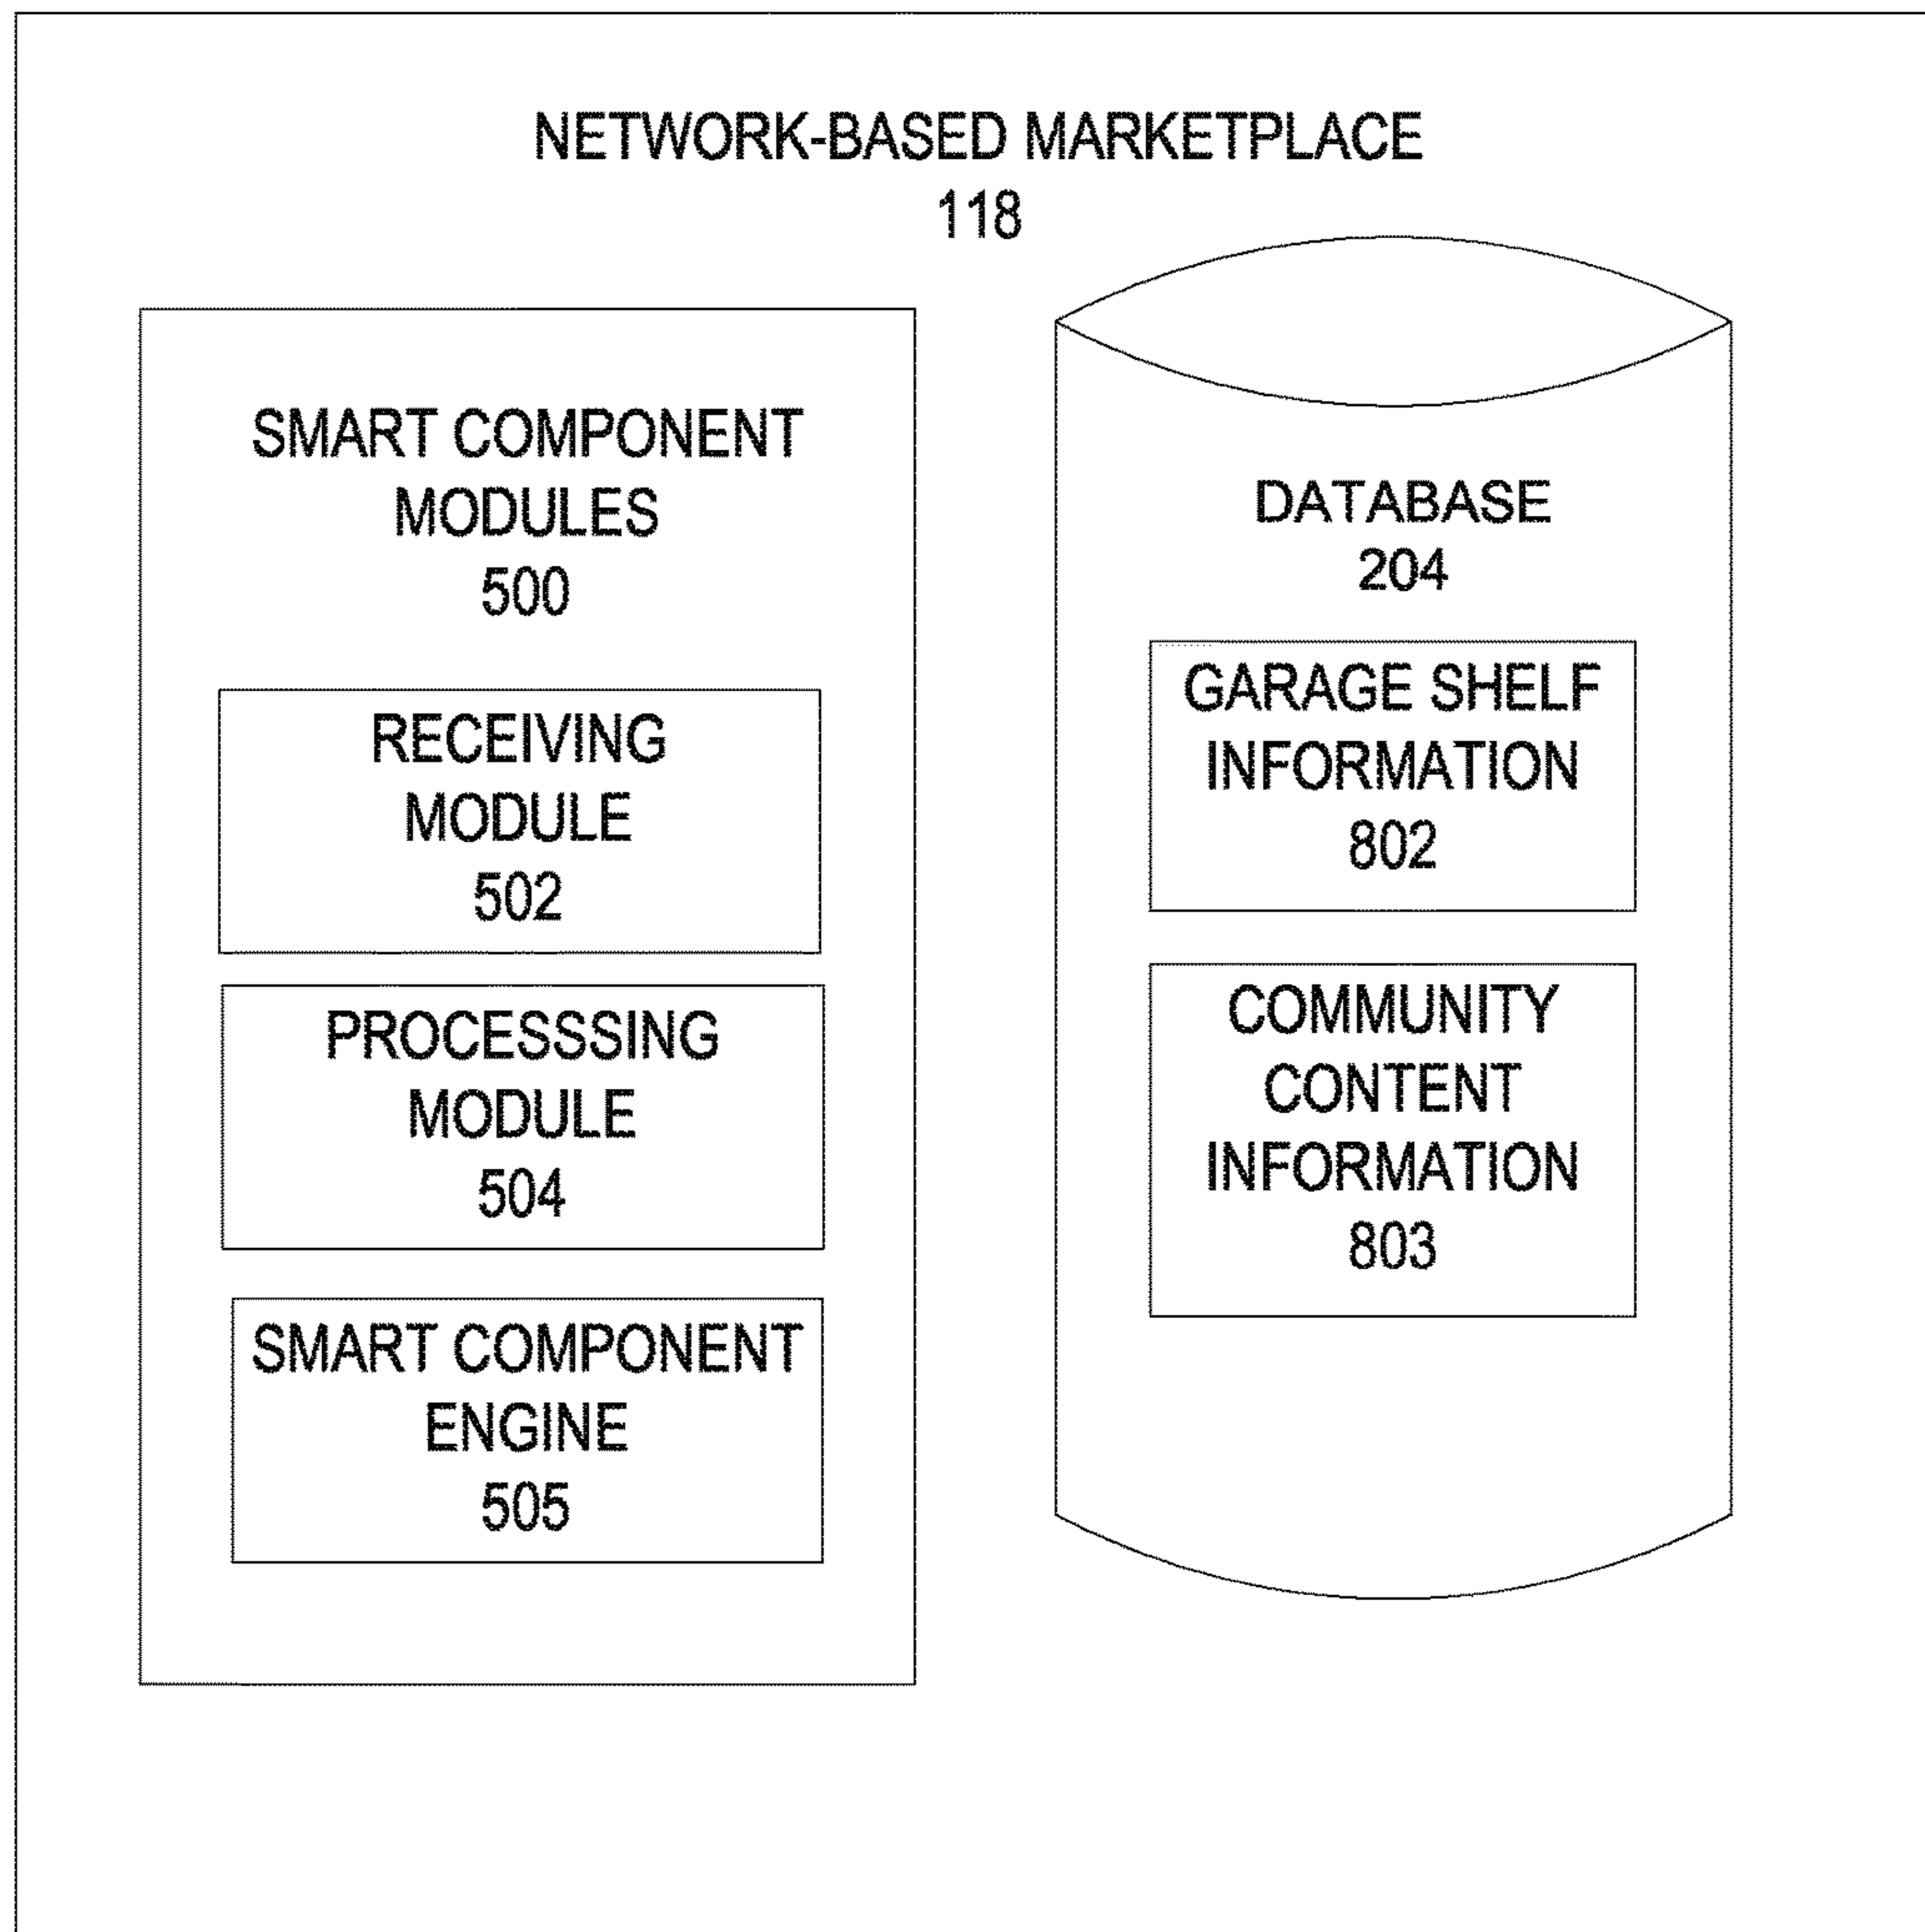 NETWORK-BASED MARKETPLACE
118
SMART COMPONENT
MODULES
500
RECEIVING
MODULE
502
PROCESSSING
MODULE
504
SMART COMPONENT
ENGINE
505
DATABASE
204
GARAGE SHELF
INFORMATION
802
COMMUNITY
CONTENT
INFORMATION
803